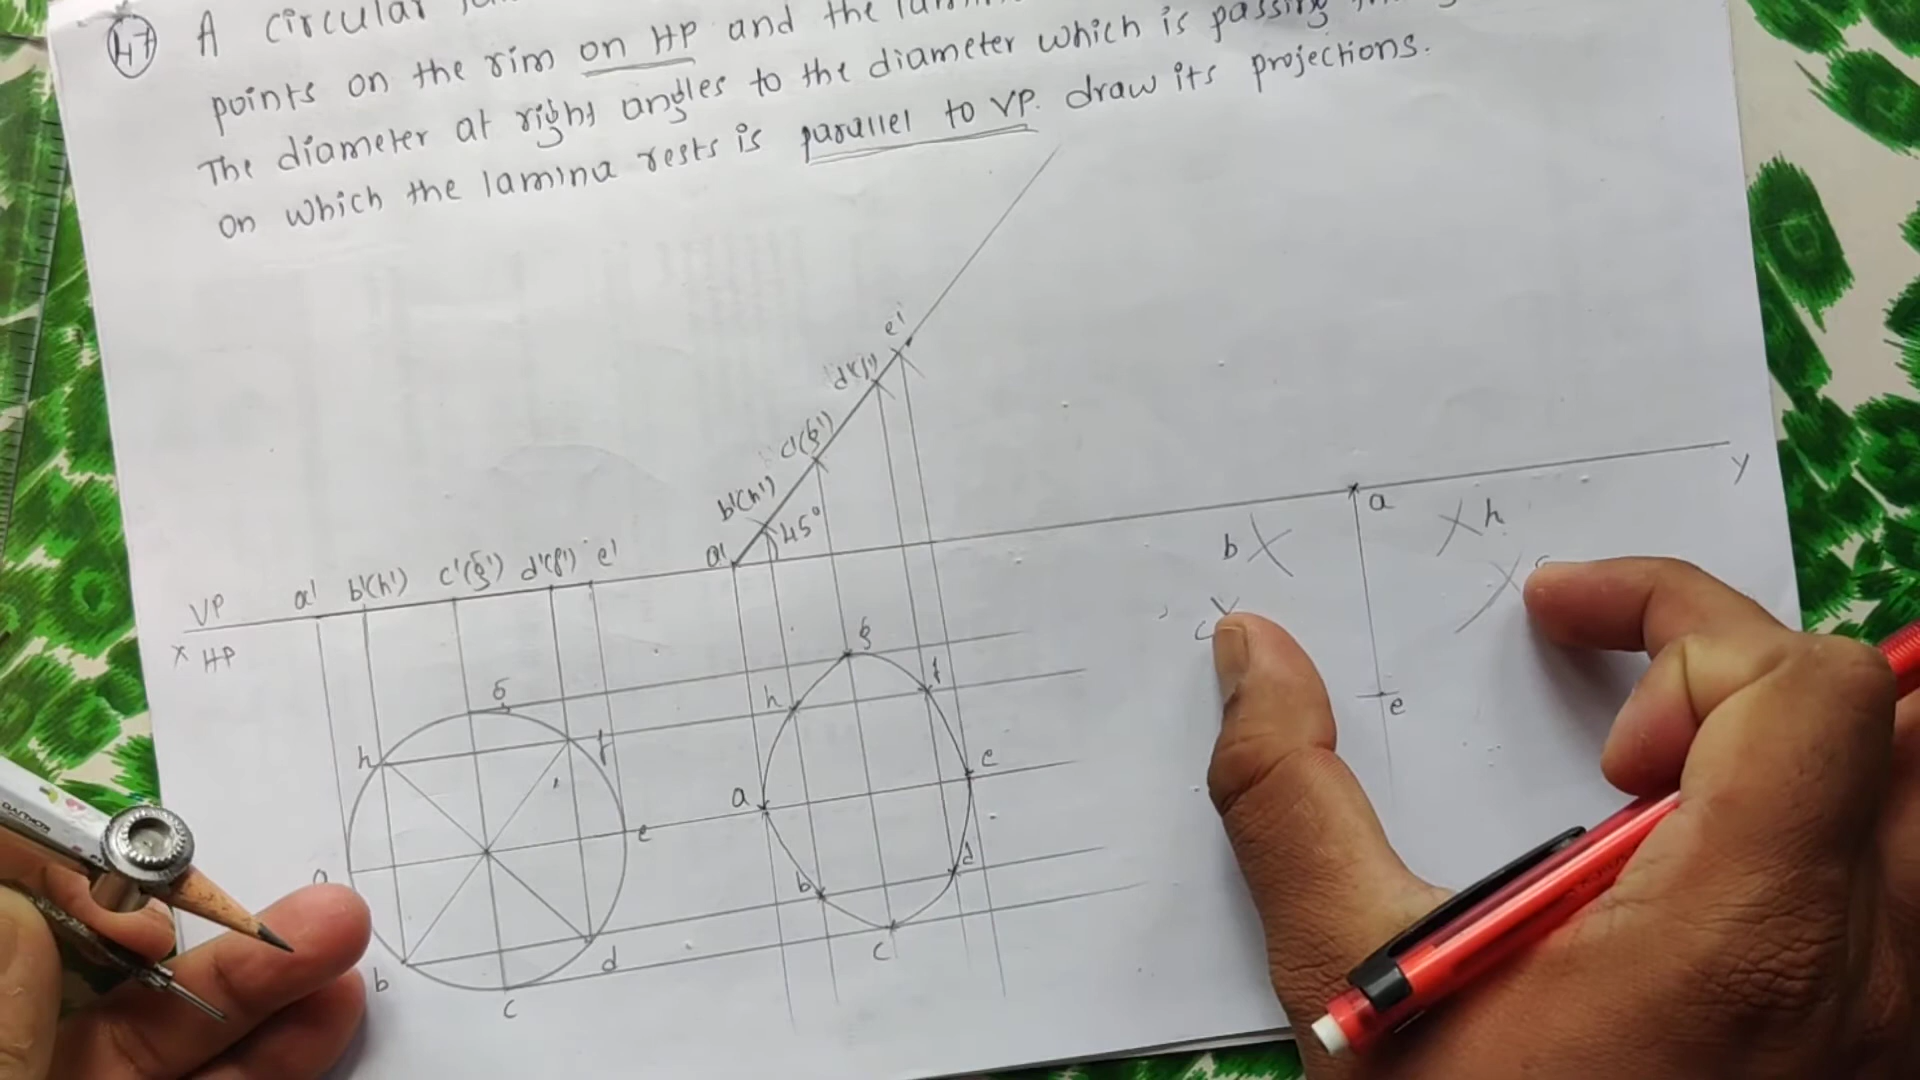 47 A circular
points on the rim on HP and the
The diameter at right angles to the diameter which is passing
on which the lamina rests is parallel to VP. draw its projections.
e'
d'(f')
c'(g')
b'(h')
45°
a'
a' b'(h') c'(g') d'(f') e'
VP
X HP
y
a
b
h
c
e
g
h
f
a
e
b
d
c
g
h
f
a
e
b
d
c